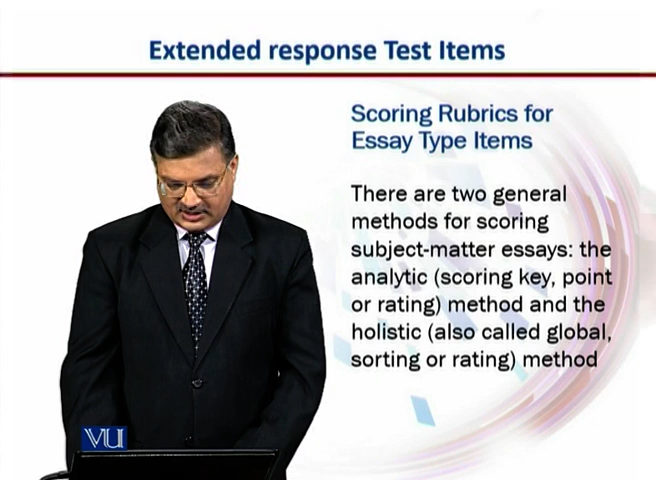 Extended response Test Items
Scoring Rubrics for
Essay Type Items
There are two general
methods for scoring
subject-matter essays: the
analytic (scoring key, point
or rating) method and the
holistic (also called global,
sorting or rating) method
VU